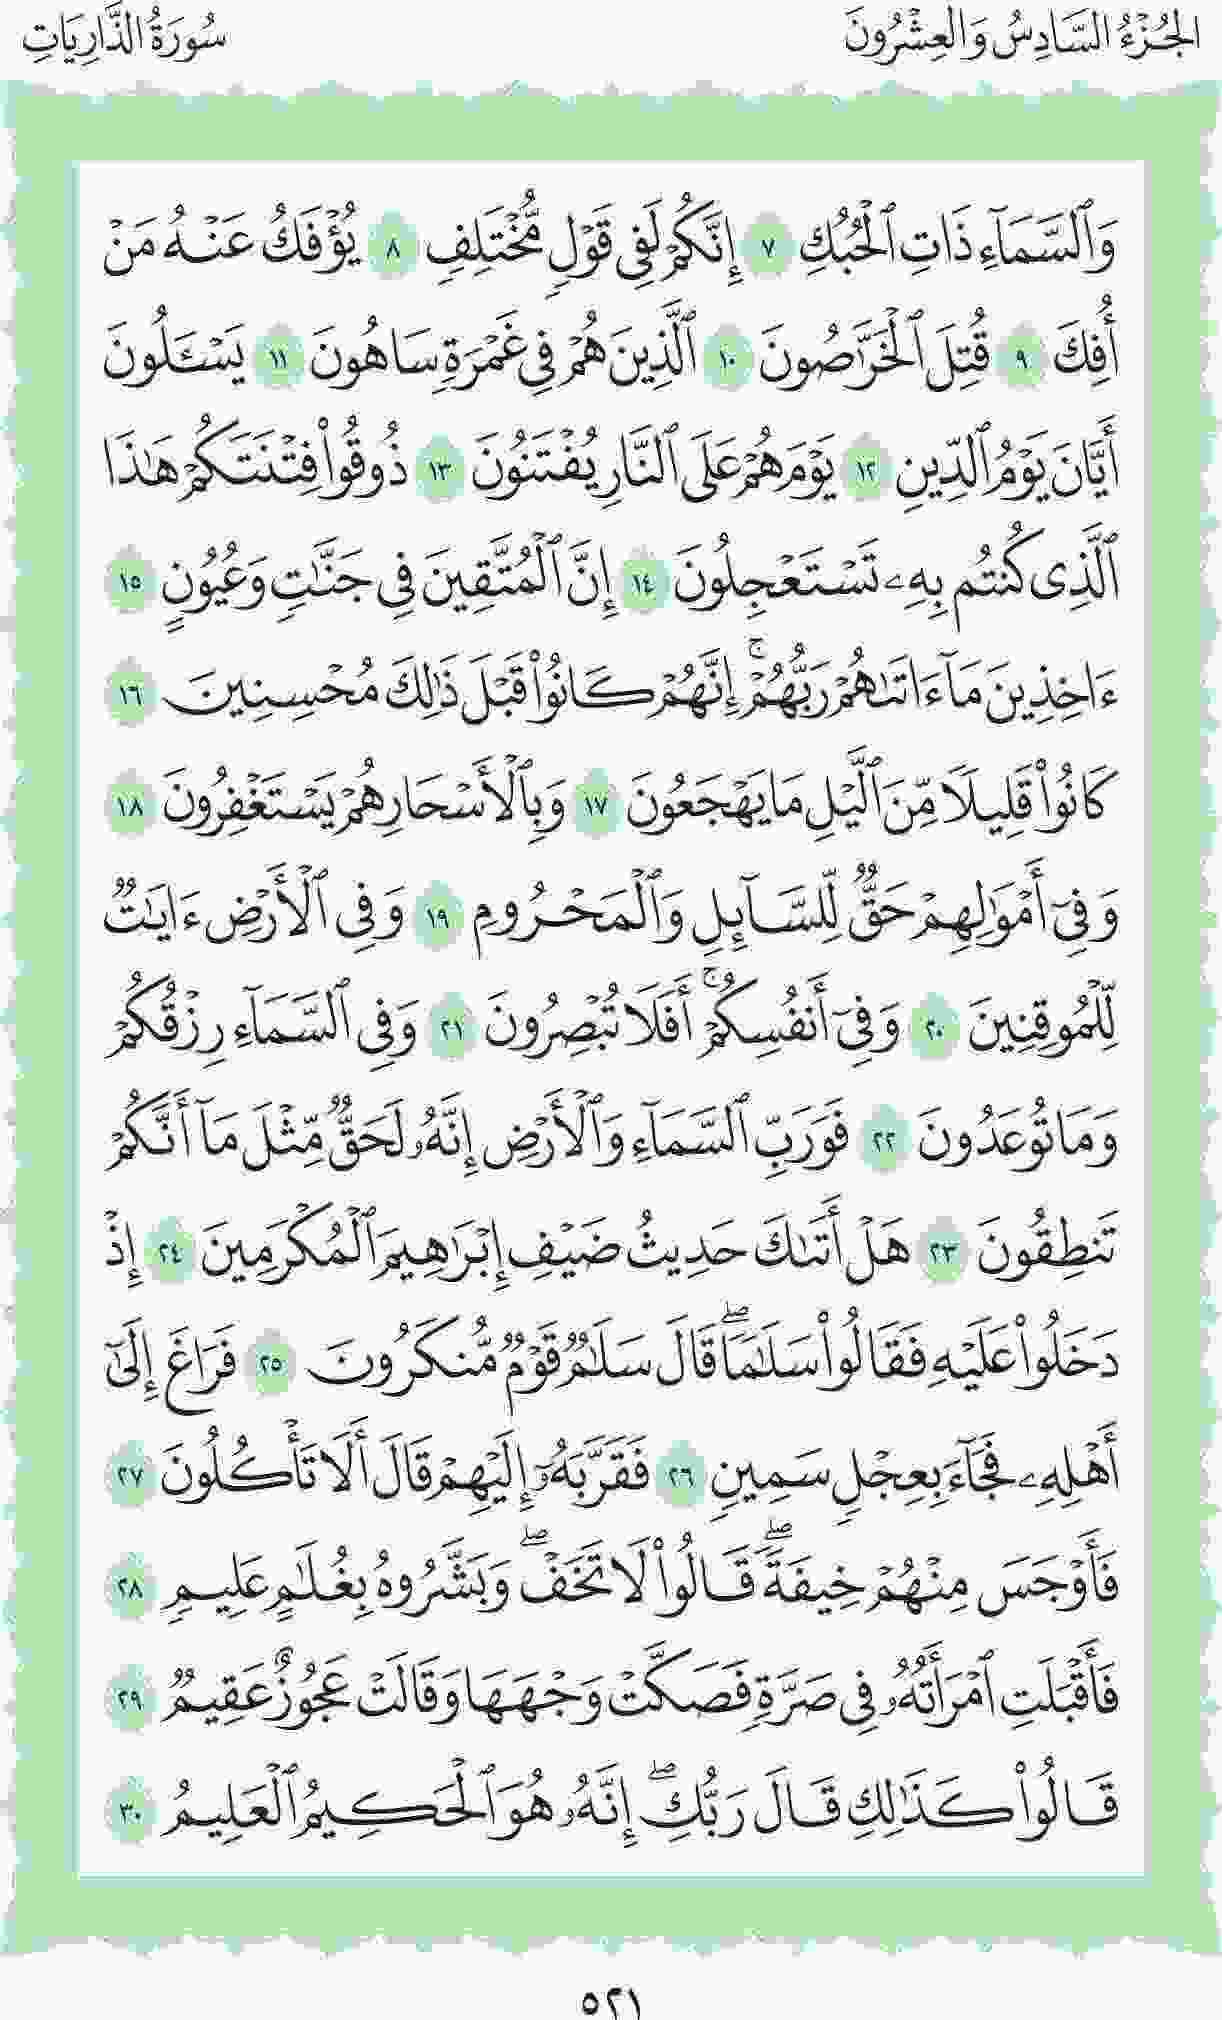 الجُزْءُ السَّادِسُ وَالعِشْرُونَ سُورَةُ الذَّارِيَاتِ
وَٱلسَّمَآءِ ذَاتِ ٱلْحُبُكِ ٧ إِنَّكُمْ لَفِى قَوْلٍ مُّخْتَلِفٍ ٨ يُؤْفَكُ عَنْهُ مَنْ
أُفِكَ ٩ قُتِلَ ٱلْخَرَّٰصُونَ ١٠ ٱلَّذِينَ هُمْ فِى غَمْرَةٍ سَاهُونَ ١١ يَسْـَٔلُونَ
أَيَّانَ يَوْمُ ٱلدِّينِ ١٢ يَوْمَ هُمْ عَلَى ٱلنَّارِ يُفْتَنُونَ ١٣ ذُوقُوا۟ فِتْنَتَكُمْ هَٰذَا
ٱلَّذِى كُنتُم بِهِۦ تَسْتَعْجِلُونَ ١٤ إِنَّ ٱلْمُتَّقِينَ فِى جَنَّٰتٍ وَعُيُونٍ ١٥
ءَاخِذِينَ مَآ ءَاتَىٰهُمْ رَبُّهُمْ ۚ إِنَّهُمْ كَانُوا۟ قَبْلَ ذَٰلِكَ مُحْسِنِينَ ١٦
كَانُوا۟ قَلِيلًا مِّنَ ٱلَّيْلِ مَا يَهْجَعُونَ ١٧ وَبِٱلْأَسْحَارِ هُمْ يَسْتَغْفِرُونَ ١٨
وَفِىٓ أَمْوَٰلِهِمْ حَقٌّ لِّلسَّآئِلِ وَٱلْمَحْرُومِ ١٩ وَفِى ٱلْأَرْضِ ءَايَٰتٌ
لِّلْمُوقِنِينَ ٢٠ وَفِىٓ أَنفُسِكُمْ ۚ أَفَلَا تُبْصِرُونَ ٢١ وَفِى ٱلسَّمَآءِ رِزْقُكُمْ
وَمَا تُوعَدُونَ ٢٢ فَوَرَبِّ ٱلسَّمَآءِ وَٱلْأَرْضِ إِنَّهُۥ لَحَقٌّ مِّثْلَ مَآ أَنَّكُمْ
تَنطِقُونَ ٢٣ هَلْ أَتَىٰكَ حَدِيثُ ضَيْفِ إِبْرَٰهِيمَ ٱلْمُكْرَمِينَ ٢٤ إِذْ
دَخَلُوا۟ عَلَيْهِ فَقَالُوا۟ سَلَٰمًا ۖ قَالَ سَلَٰمٌ قَوْمٌ مُّنكَرُونَ ٢٥ فَرَاغَ إِلَىٰٓ
أَهْلِهِۦ فَجَآءَ بِعِجْلٍ سَمِينٍ ٢٦ فَقَرَّبَهُۥٓ إِلَيْهِمْ قَالَ أَلَا تَأْكُلُونَ ٢٧
فَأَوْجَسَ مِنْهُمْ خِيفَةً ۖ قَالُوا۟ لَا تَخَفْ ۖ وَبَشَّرُوهُ بِغُلَٰمٍ عَلِيمٍ ٢٨
فَأَقْبَلَتِ ٱمْرَأَتُهُۥ فِى صَرَّةٍ فَصَكَّتْ وَجْهَهَا وَقَالَتْ عَجُوزٌ عَقِيمٌ ٢٩
قَالُوا۟ كَذَٰلِكِ قَالَ رَبُّكِ ۖ إِنَّهُۥ هُوَ ٱلْحَكِيمُ ٱلْعَلِيمُ ٣٠
٥٢١